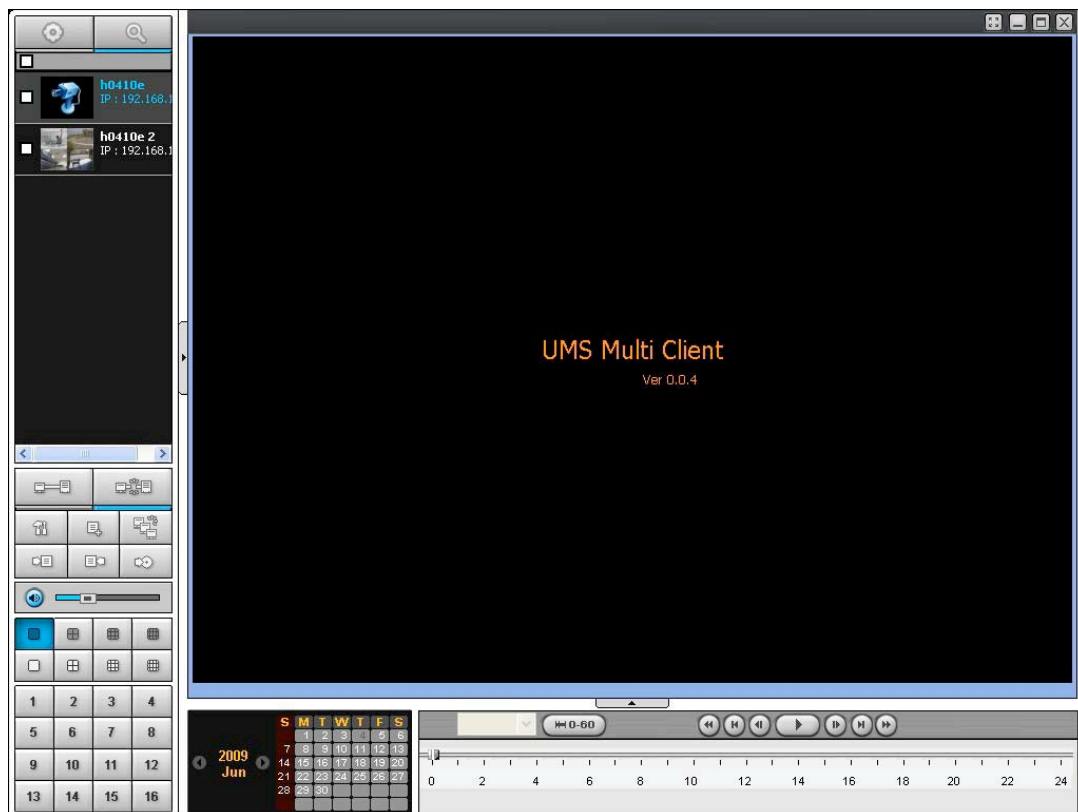 h0410e
IP : 192.168.1
h0410e 2
IP : 192.168.1
UMS Multi Client
Ver 0.0.4
1 2 3 4
5 6 7 8
9 10 11 12
13 14 15 16
2009
Jun
S M T W T F S
1 2 3 4 5 6
7 8 9 10 11 12 13
14 15 16 17 18 19 20
21 22 23 24 25 26 27
28 29 30
0-60
0 2 4 6 8 10 12 14 16 18 20 22 24